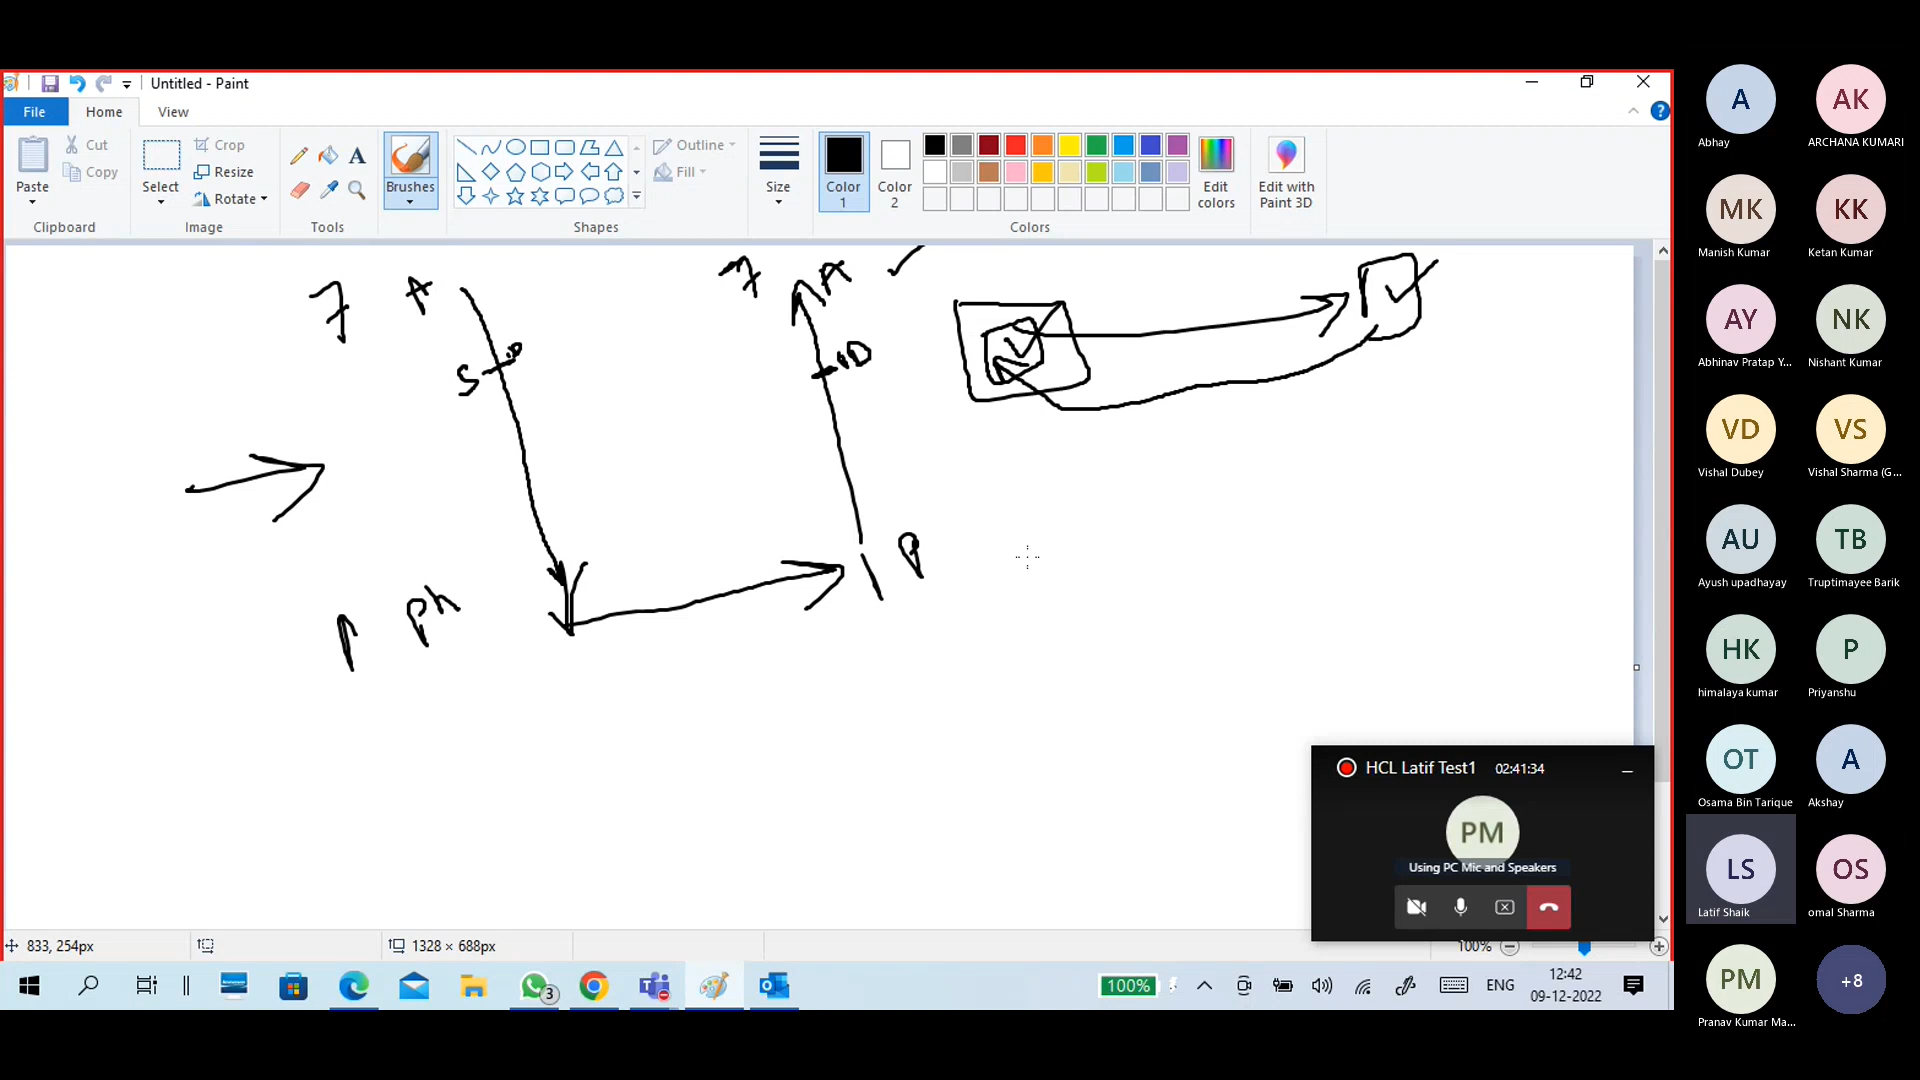 Untitled - Paint
File
Home
View
Paste
Cut
Copy
Clipboard
Select
Crop
Resize
Rotate
Image
Tools
Brushes
Shapes
Outline
Fill
Size
Color 1
Color 2
Edit colors
Edit with Paint 3D
Colors
7 A
7 A
S
D
P Ph
1 P
HCL Latif Test1 02:41:34
PM
Using PC Mic and Speakers
833, 254px
1328 × 688px
100%
3
100%
ENG
12:42
09-12-2022
A
Abhay
AK
ARCHANA KUMARI
MK
Manish Kumar
KK
Ketan Kumar
AY
Abhinav Pratap Y...
NK
Nishant Kumar
VD
Vishal Dubey
VS
Vishal Sharma (G...
AU
Ayush upadhayay
TB
Truptimayee Barik
HK
himalaya kumar
P
Priyanshu
OT
Osama Bin Tarique
A
Akshay
LS
Latif Shaik
OS
omal Sharma
PM
Pranav Kumar Ma...
+8